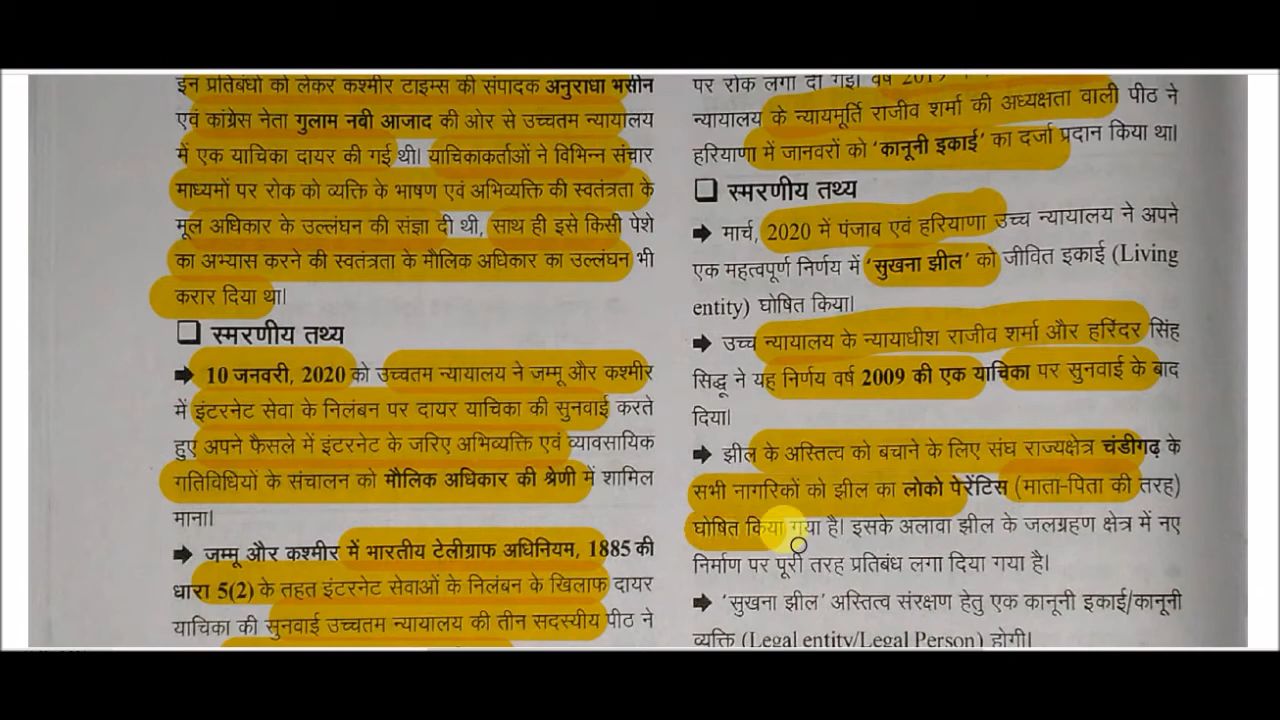 इन प्रतिबंधों को लेकर कश्मीर टाइम्स की संपादक अनुराधा भसीन
एवं कांग्रेस नेता गुलाम नबी आजाद की ओर से उच्चतम न्यायालय
में एक याचिका दायर की गई थी। याचिकाकर्ताओं ने विभिन्न संचार
माध्यमों पर रोक को व्यक्ति के भाषण एवं अभिव्यक्ति की स्वतंत्रता के
मूल अधिकार के उल्लंघन की संज्ञा दी थी, साथ ही इसे किसी पेशे
का अभ्यास करने की स्वतंत्रता के मौलिक अधिकार का उल्लंघन भी
करार दिया था।
❑ स्मरणीय तथ्य
➡ 10 जनवरी, 2020 को उच्चतम न्यायालय ने जम्मू और कश्मीर
में इंटरनेट सेवा के निलंबन पर दायर याचिका की सुनवाई करते
हुए अपने फैसले में इंटरनेट के जरिए अभिव्यक्ति एवं व्यावसायिक
गतिविधियों के संचालन को मौलिक अधिकार की श्रेणी में शामिल
माना।
➡ जम्मू और कश्मीर में भारतीय टेलीग्राफ अधिनियम, 1885 की
धारा 5(2) के तहत इंटरनेट सेवाओं के निलंबन के खिलाफ दायर
याचिका की सुनवाई उच्चतम न्यायालय की तीन सदस्यीय पीठ ने
पर रोक लगा दी गई। वर्ष 2019
न्यायालय के न्यायमूर्ति राजीव शर्मा की अध्यक्षता वाली पीठ ने
हरियाणा में जानवरों को ‘कानूनी इकाई’ का दर्जा प्रदान किया था।
❑ स्मरणीय तथ्य
➡ मार्च, 2020 में पंजाब एवं हरियाणा उच्च न्यायालय ने अपने
एक महत्वपूर्ण निर्णय में ‘सुखना झील’ को जीवित इकाई (Living
entity) घोषित किया।
➡ उच्च न्यायालय के न्यायाधीश राजीव शर्मा और हरिंदर सिंह
सिद्धू ने यह निर्णय वर्ष 2009 की एक याचिका पर सुनवाई के बाद
दिया।
➡ झील के अस्तित्व को बचाने के लिए संघ राज्यक्षेत्र चंडीगढ़ के
सभी नागरिकों को झील का लोको पेरेंटिस (माता-पिता की तरह)
घोषित किया गया है। इसके अलावा झील के जलग्रहण क्षेत्र में नए
निर्माण पर पूरी तरह प्रतिबंध लगा दिया गया है।
➡ ‘सुखना झील’ अस्तित्व संरक्षण हेतु एक कानूनी इकाई/कानूनी
व्यक्ति (Legal entity/Legal Person) होगी।